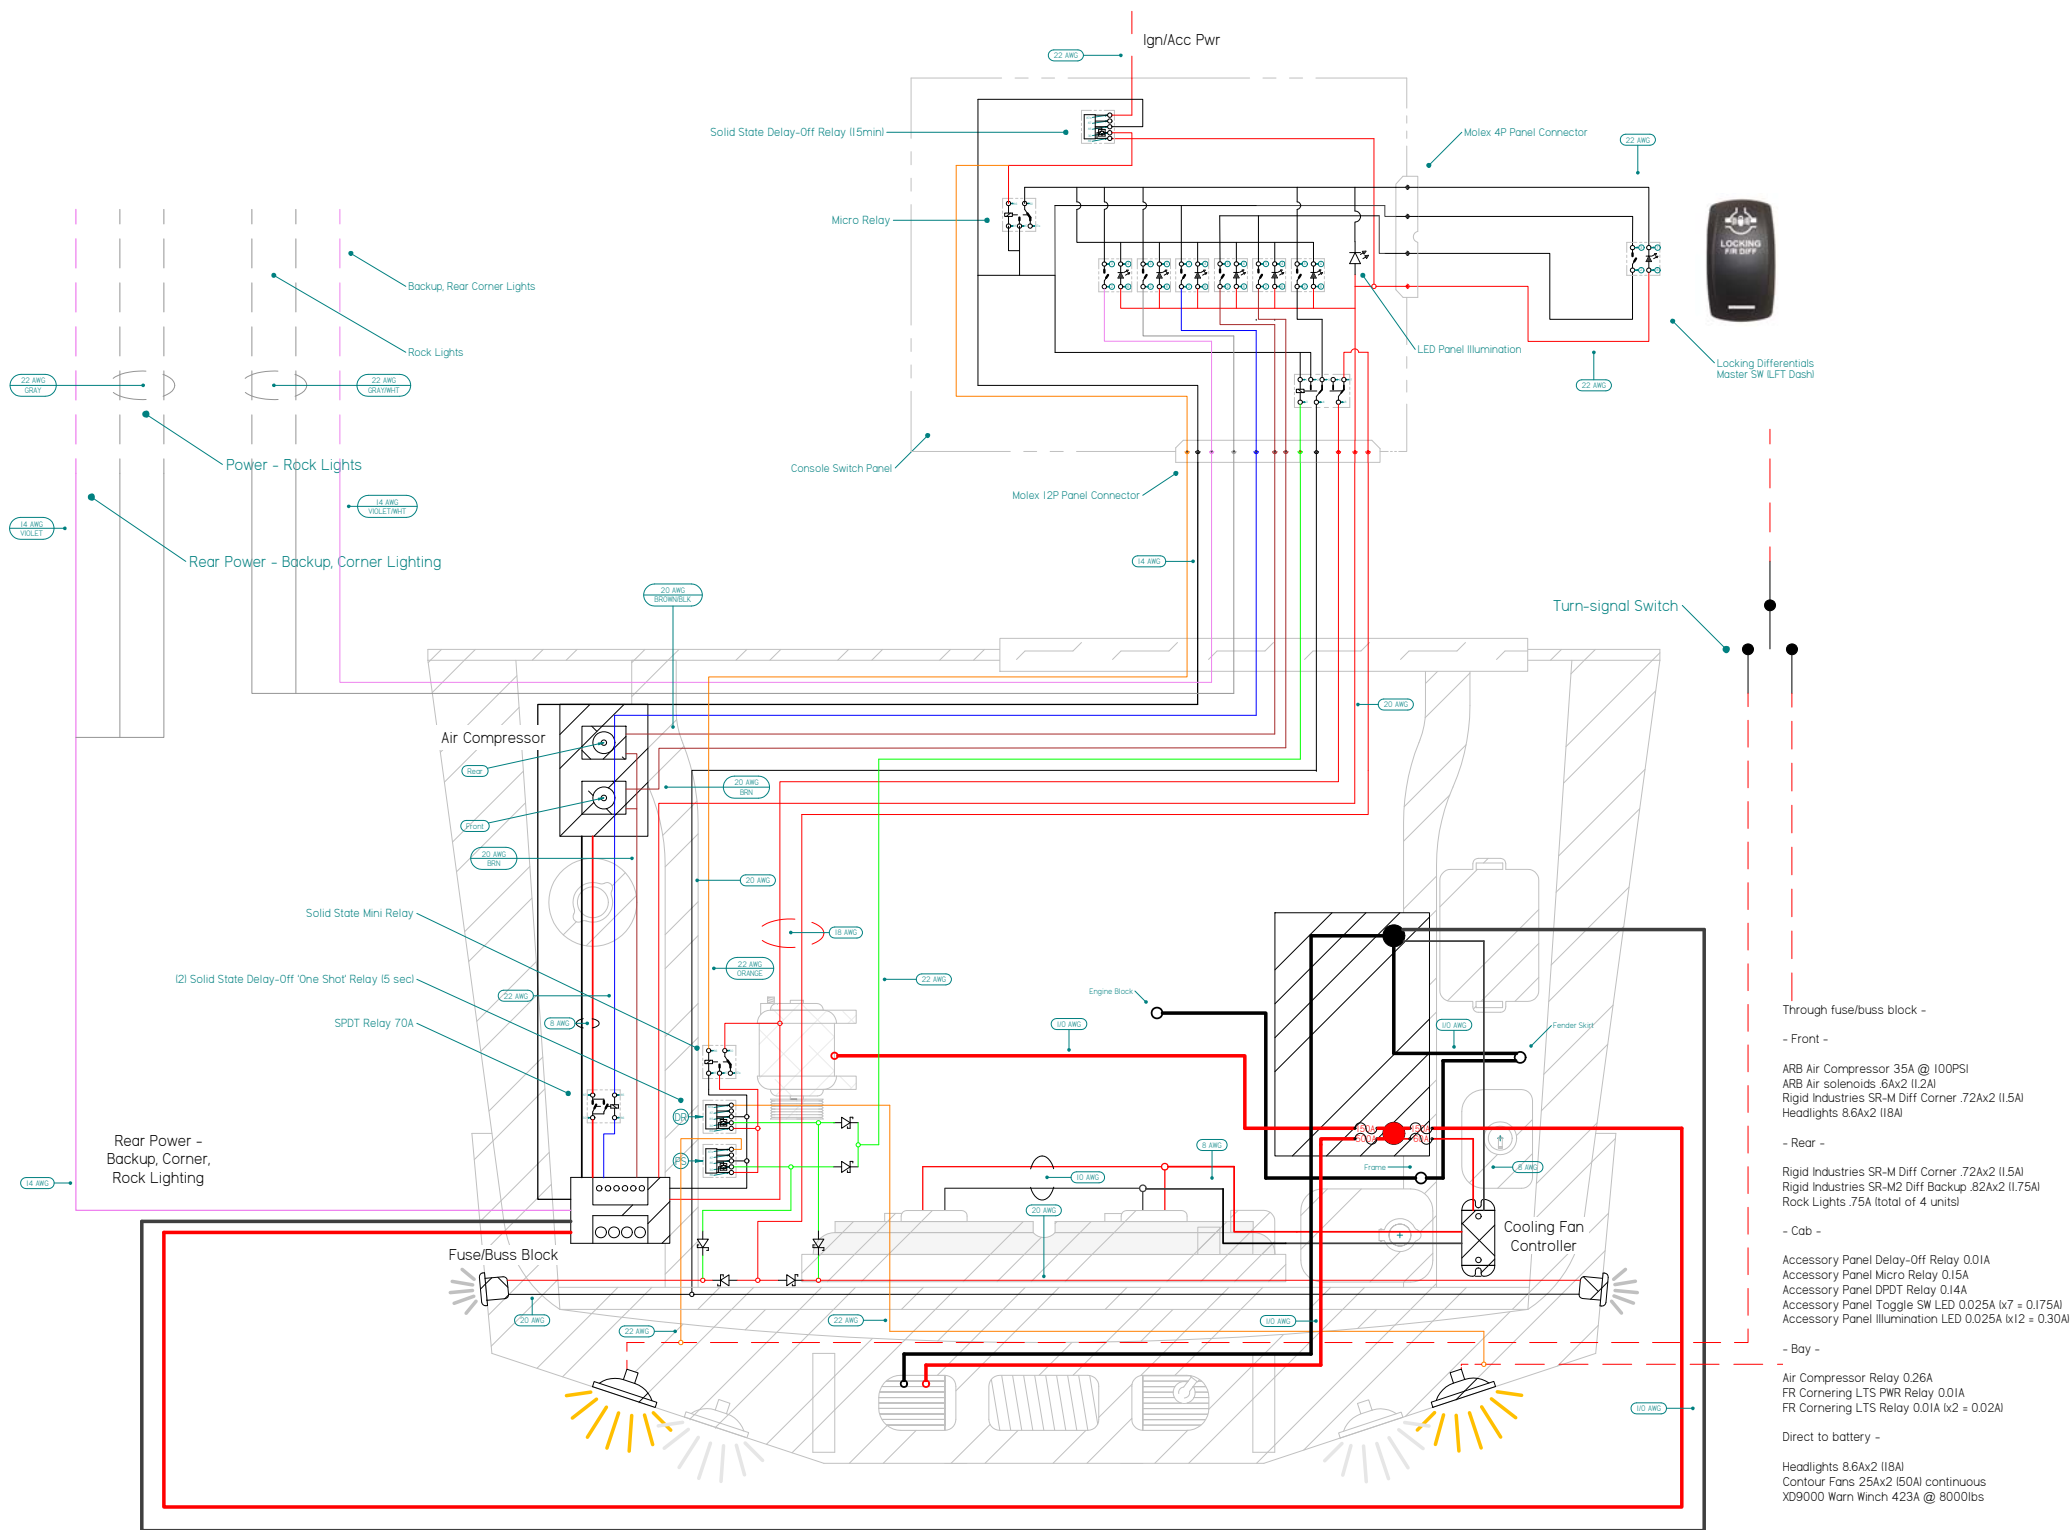 Ign/Acc Pwr
22 AWG
Solid State Delay-Off Relay (15min)
Molex 4P Panel Connector
22 AWG
Micro Relay
LOCKING
F/R DIFF
Backup, Rear Corner Lights
Rock Lights
LED Panel Illumination
Locking Differentials
Master SW (LFT Dash)
22 AWG
22 AWG
GRAY
22 AWG
GRAY/WHT
Power - Rock Lights
Console Switch Panel
Molex 12P Panel Connector
14 AWG
VIOLET/WHT
14 AWG
VIOLET
Rear Power - Backup, Corner Lighting
14 AWG
20 AWG
BROWN/BLK
Turn-signal Switch
20 AWG
Air Compressor
Rear
20 AWG
BRN
Front
20 AWG
BRN
20 AWG
Solid State Mini Relay
18 AWG
22 AWG
ORANGE
22 AWG
(2) Solid State Delay-Off 'One Shot' Relay (5 sec)
22 AWG
Engine Block
SPDT Relay 70A
8 AWG
1/0 AWG
1/0 AWG
Fender Skirt
DR
PS
150A
150A
500A
60A
8 AWG
Frame
8 AWG
10 AWG
20 AWG
Rear Power -
Backup, Corner,
Rock Lighting
14 AWG
Cooling Fan
Controller
Fuse/Buss Block
20 AWG
22 AWG
22 AWG
1/0 AWG
1/0 AWG
Through fuse/buss block -
- Front -
ARB Air Compressor 35A @ 100PSI
ARB Air solenoids .6Ax2 (1.2A)
Rigid Industries SR-M Diff Corner .72Ax2 (1.5A)
Headlights 8.6Ax2 (18A)
- Rear -
Rigid Industries SR-M Diff Corner .72Ax2 (1.5A)
Rigid Industries SR-M2 Diff Backup .82Ax2 (1.75A)
Rock Lights .75A (total of 4 units)
- Cab -
Accessory Panel Delay-Off Relay 0.01A
Accessory Panel Micro Relay 0.15A
Accessory Panel DPDT Relay 0.14A
Accessory Panel Toggle SW LED 0.025A (x7 = 0.175A)
Accessory Panel Illumination LED 0.025A (x12 = 0.30A)
- Bay -
Air Compressor Relay 0.26A
FR Cornering LTS PWR Relay 0.01A
FR Cornering LTS Relay 0.01A (x2 = 0.02A)
Direct to battery -
Headlights 8.6Ax2 (18A)
Contour Fans 25Ax2 (50A) continuous
XD9000 Warn Winch 423A @ 8000lbs